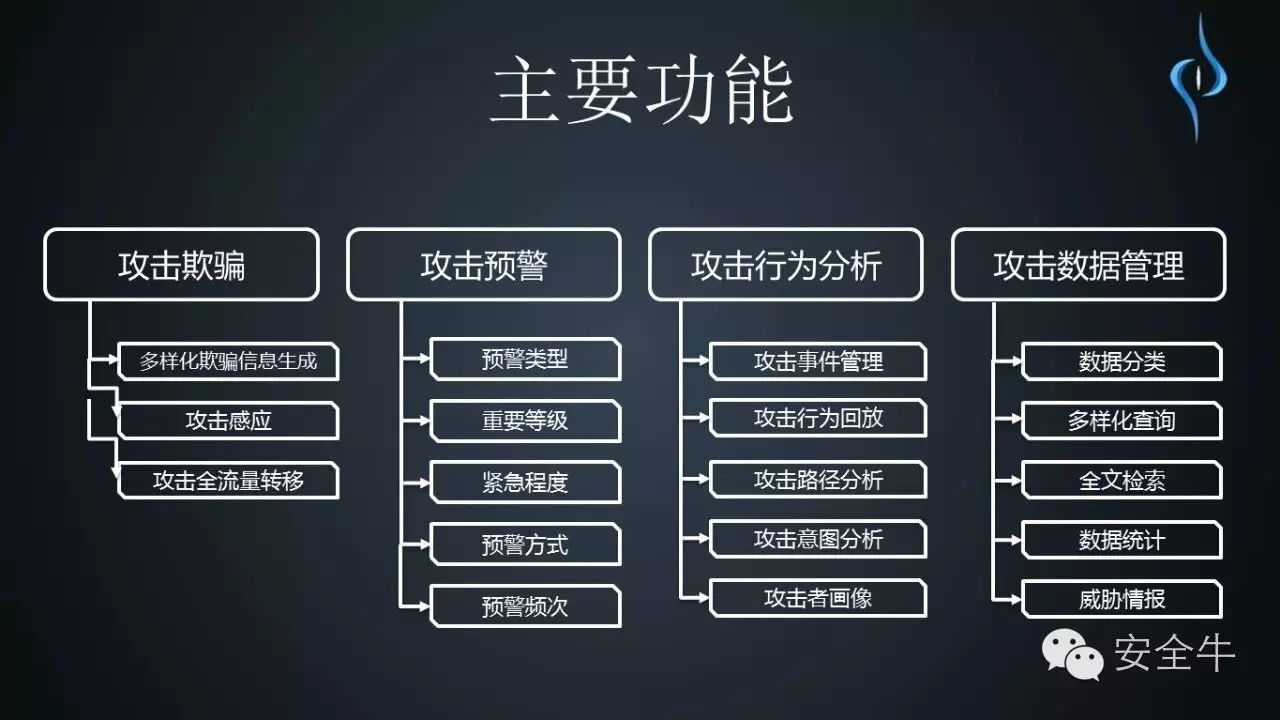 主要功能
攻击欺骗
多样化欺骗信息生成
攻击感应
攻击全流量转移
攻击预警
预警类型
重要等级
紧急程度
预警方式
预警频次
攻击行为分析
攻击事件管理
攻击行为回放
攻击路径分析
攻击意图分析
攻击者画像
攻击数据管理
数据分类
多样化查询
全文检索
数据统计
威胁情报
安全牛